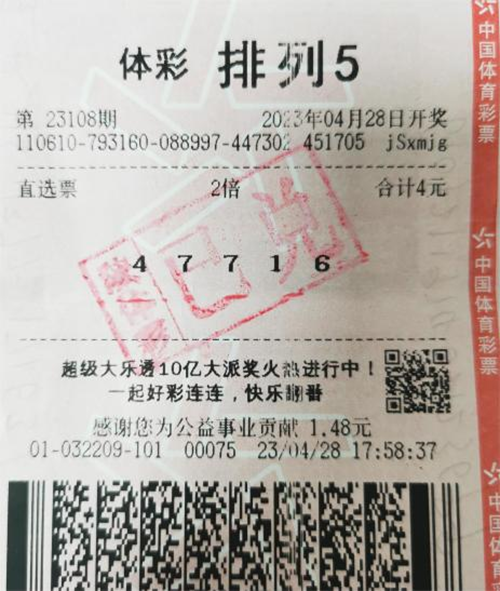 体彩 排列5
第 23108期 2023年04月28日开奖
110610-793160-088997-447302 451705 jSxmjg
直选票 2倍 合计4元
已兑
4 7 7 1 6
超级大乐透10亿大派奖火热进行中！
一起好彩连连，快乐翻番
感谢您为公益事业贡献 1.48元
01-032209-101 00075 23/04/28 17:58:37
中国体育彩票
中国体育彩票
中国体